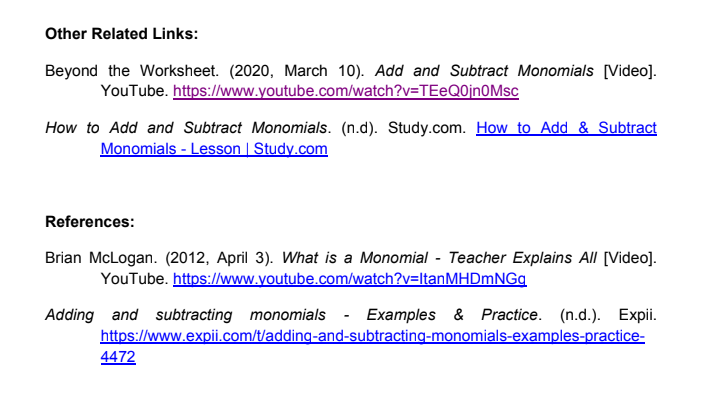 Other Related Links:
Beyond the Worksheet. (2020, March 10). Add and Subtract Monomials [Video].
YouTube. https://www.youtube.com/watch?v=TEeQ0jn0Msc
How to Add and Subtract Monomials. (n.d). Study.com. How to Add & Subtract
Monomials - Lesson | Study.com
References:
Brian McLogan. (2012, April 3). What is a Monomial - Teacher Explains All [Video].
YouTube. https://www.youtube.com/watch?v=ItanMHDmNGg
Adding and subtracting monomials - Examples & Practice. (n.d.). Expii.
https://www.expii.com/t/adding-and-subtracting-monomials-examples-practice-
4472